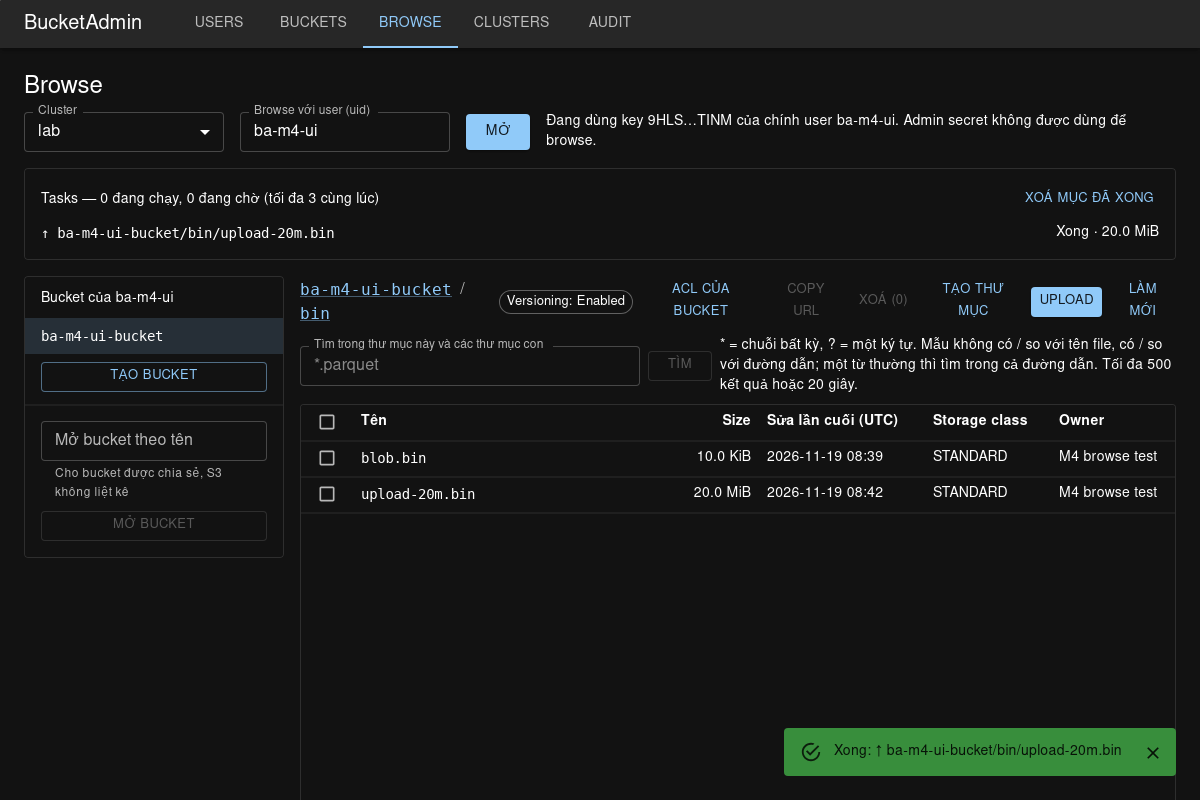 BucketAdmin USERS BUCKETS BROWSE CLUSTERS AUDIT
Browse
Cluster
lab
Browse với user (uid)
ba-m4-ui
MỞ
Đang dùng key 9HLS…TINM của chính user ba-m4-ui. Admin secret không được dùng để
browse.
Tasks — 0 đang chạy, 0 đang chờ (tối đa 3 cùng lúc)
XOÁ MỤC ĐÃ XONG
↑ ba-m4-ui-bucket/bin/upload-20m.bin
Xong · 20.0 MiB
Bucket của ba-m4-ui
ba-m4-ui-bucket
TẠO BUCKET
Mở bucket theo tên
Cho bucket được chia sẻ, S3
không liệt kê
MỞ BUCKET
ba-m4-ui-bucket /
bin
Versioning: Enabled
ACL CỦA
BUCKET
COPY
URL
XOÁ (0)
TẠO THƯ
MỤC
UPLOAD
LÀM
MỚI
Tìm trong thư mục này và các thư mục con
*.parquet
TÌM
* = chuỗi bất kỳ, ? = một ký tự. Mẫu không có / so với tên file, có / so
với đường dẫn; một từ thường thì tìm trong cả đường dẫn. Tối đa 500
kết quả hoặc 20 giây.
Tên Size Sửa lần cuối (UTC) Storage class Owner
blob.bin 10.0 KiB 2026-11-19 08:39 STANDARD M4 browse test
upload-20m.bin 20.0 MiB 2026-11-19 08:42 STANDARD M4 browse test
Xong: ↑ ba-m4-ui-bucket/bin/upload-20m.bin